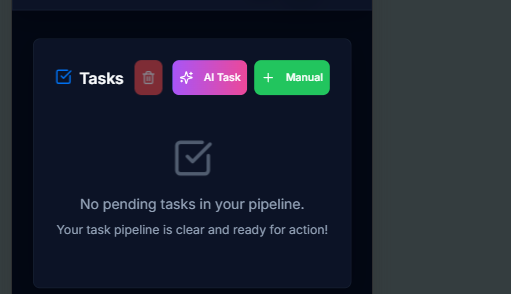 Tasks
AI Task
Manual
No pending tasks in your pipeline.
Your task pipeline is clear and ready for action!